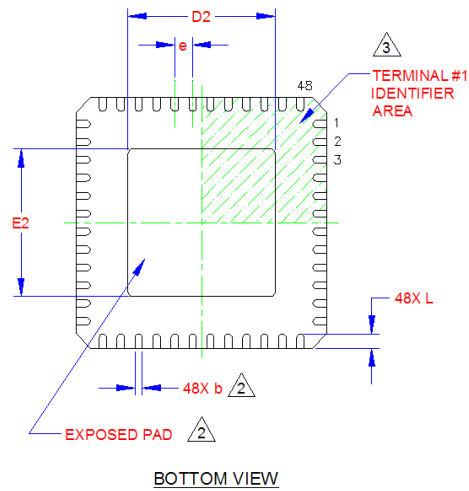 D2
e
3
48
TERMINAL #1
IDENTIFIER
AREA
1
2
3
E2
48X L
48X b 2
EXPOSED PAD 2
BOTTOM VIEW